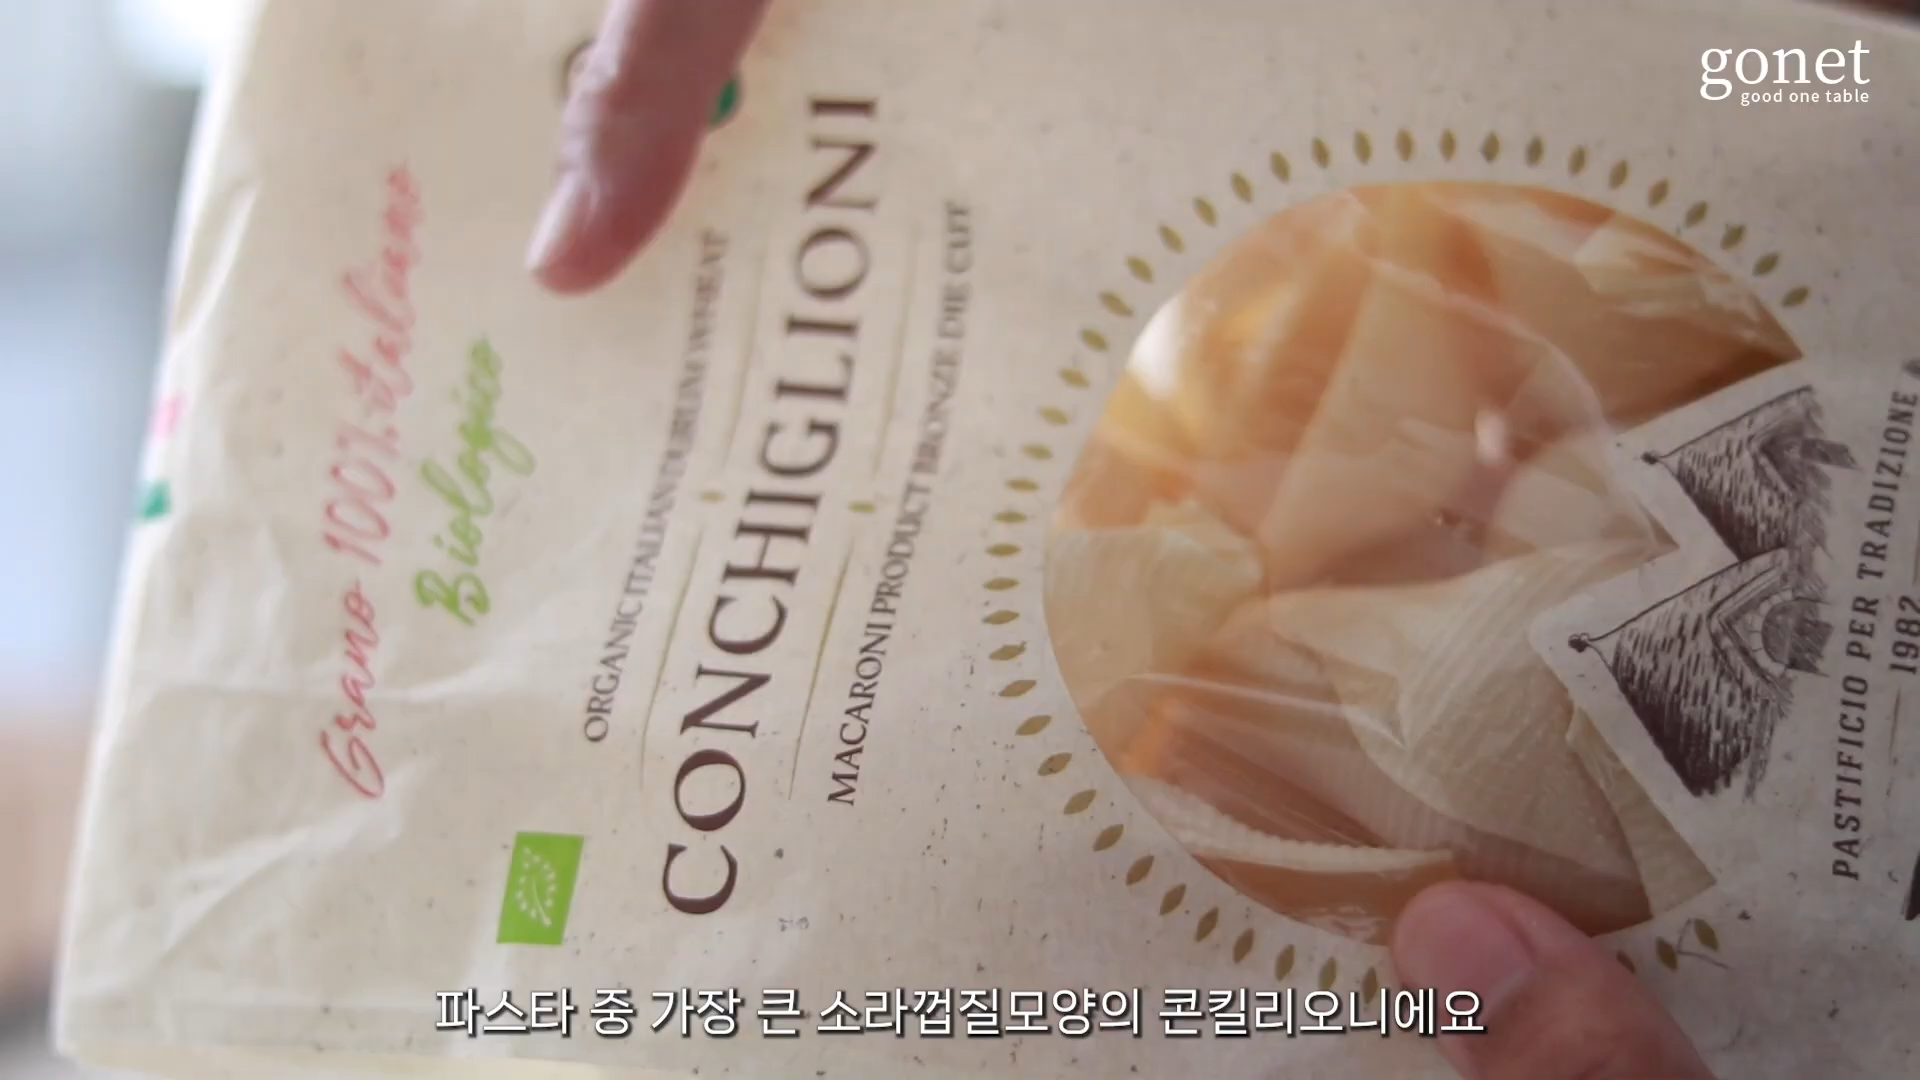 gonet
good one table
Grano 100% italiano
Biologico
ORGANIC ITALIAN DURUM WHEAT
CONCHIGLIONI
MACARONI PRODUCT BRONZE DIE CUT
PASTIFICIO PER TRADIZIONE
1982
파스타 중 가장 큰 소라껍질모양의 콘킬리오니에요